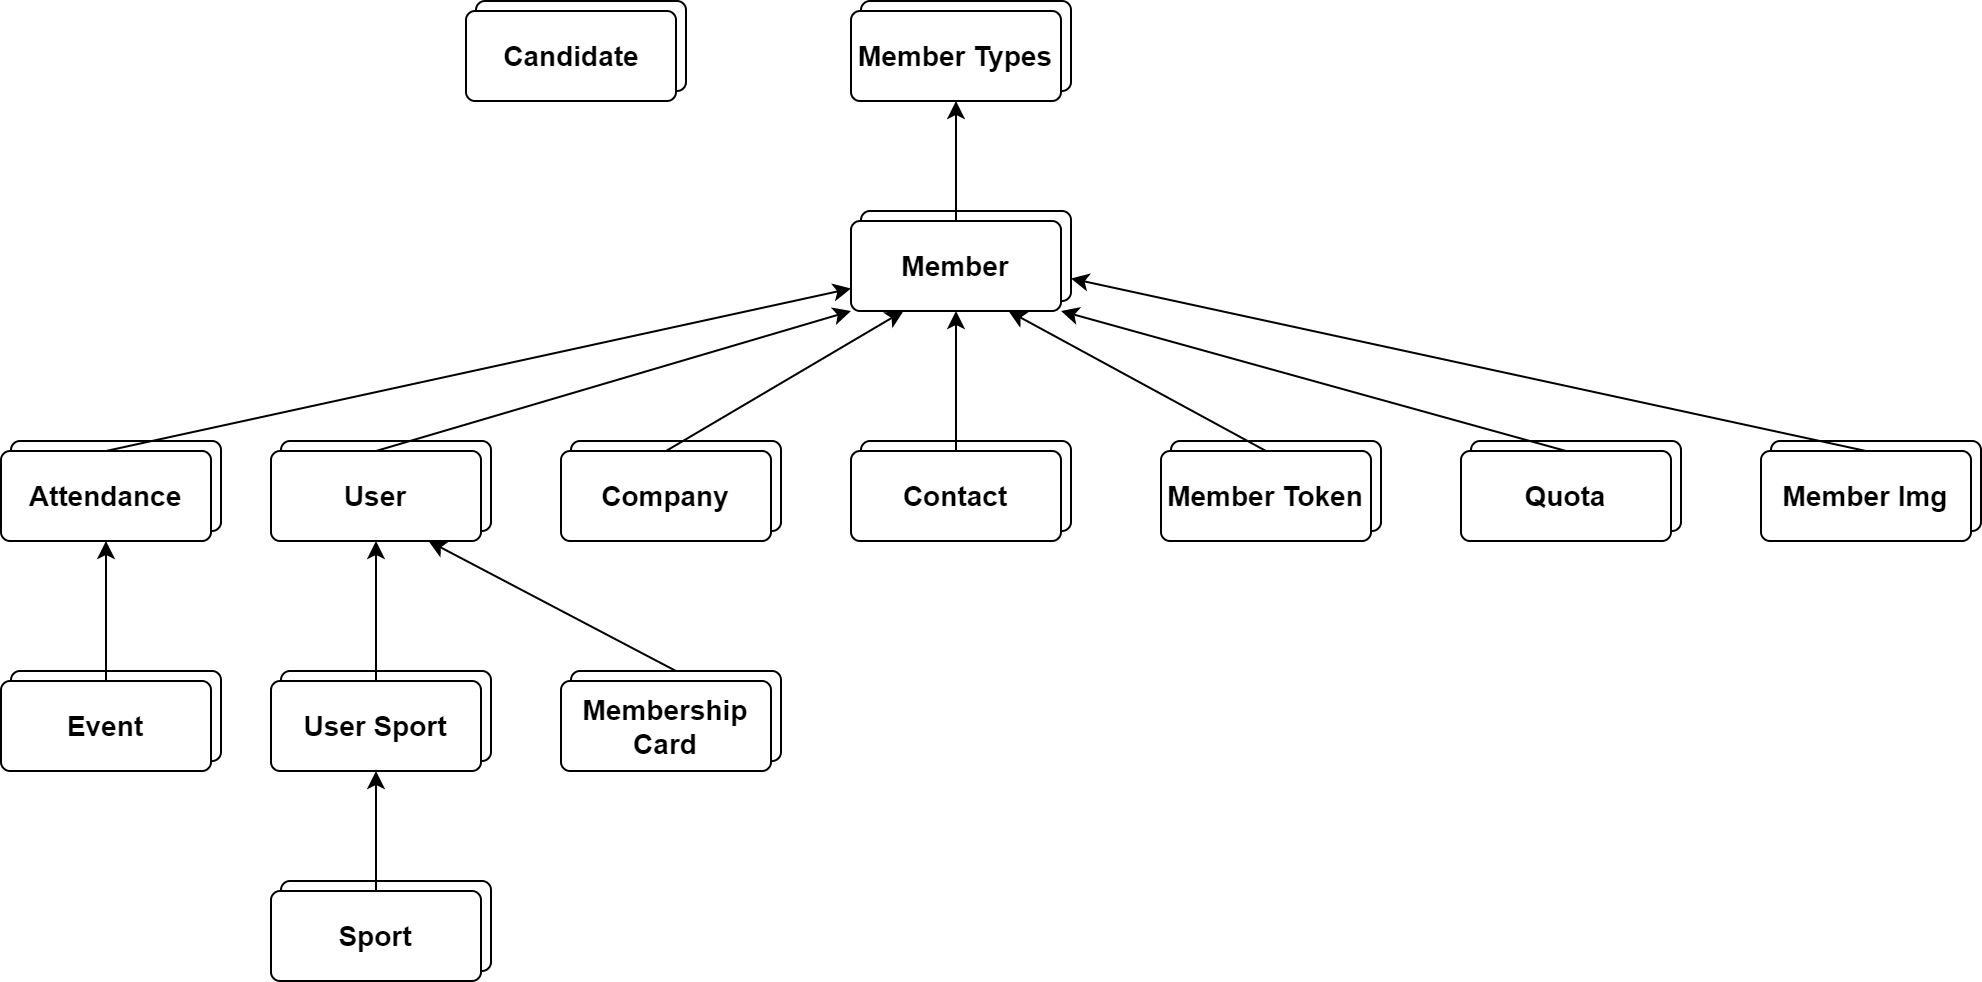 Candidate
Member Types
Member
Attendance
User
Company
Contact
Member Token
Quota
Member Img
Event
User Sport
Membership
Card
Sport